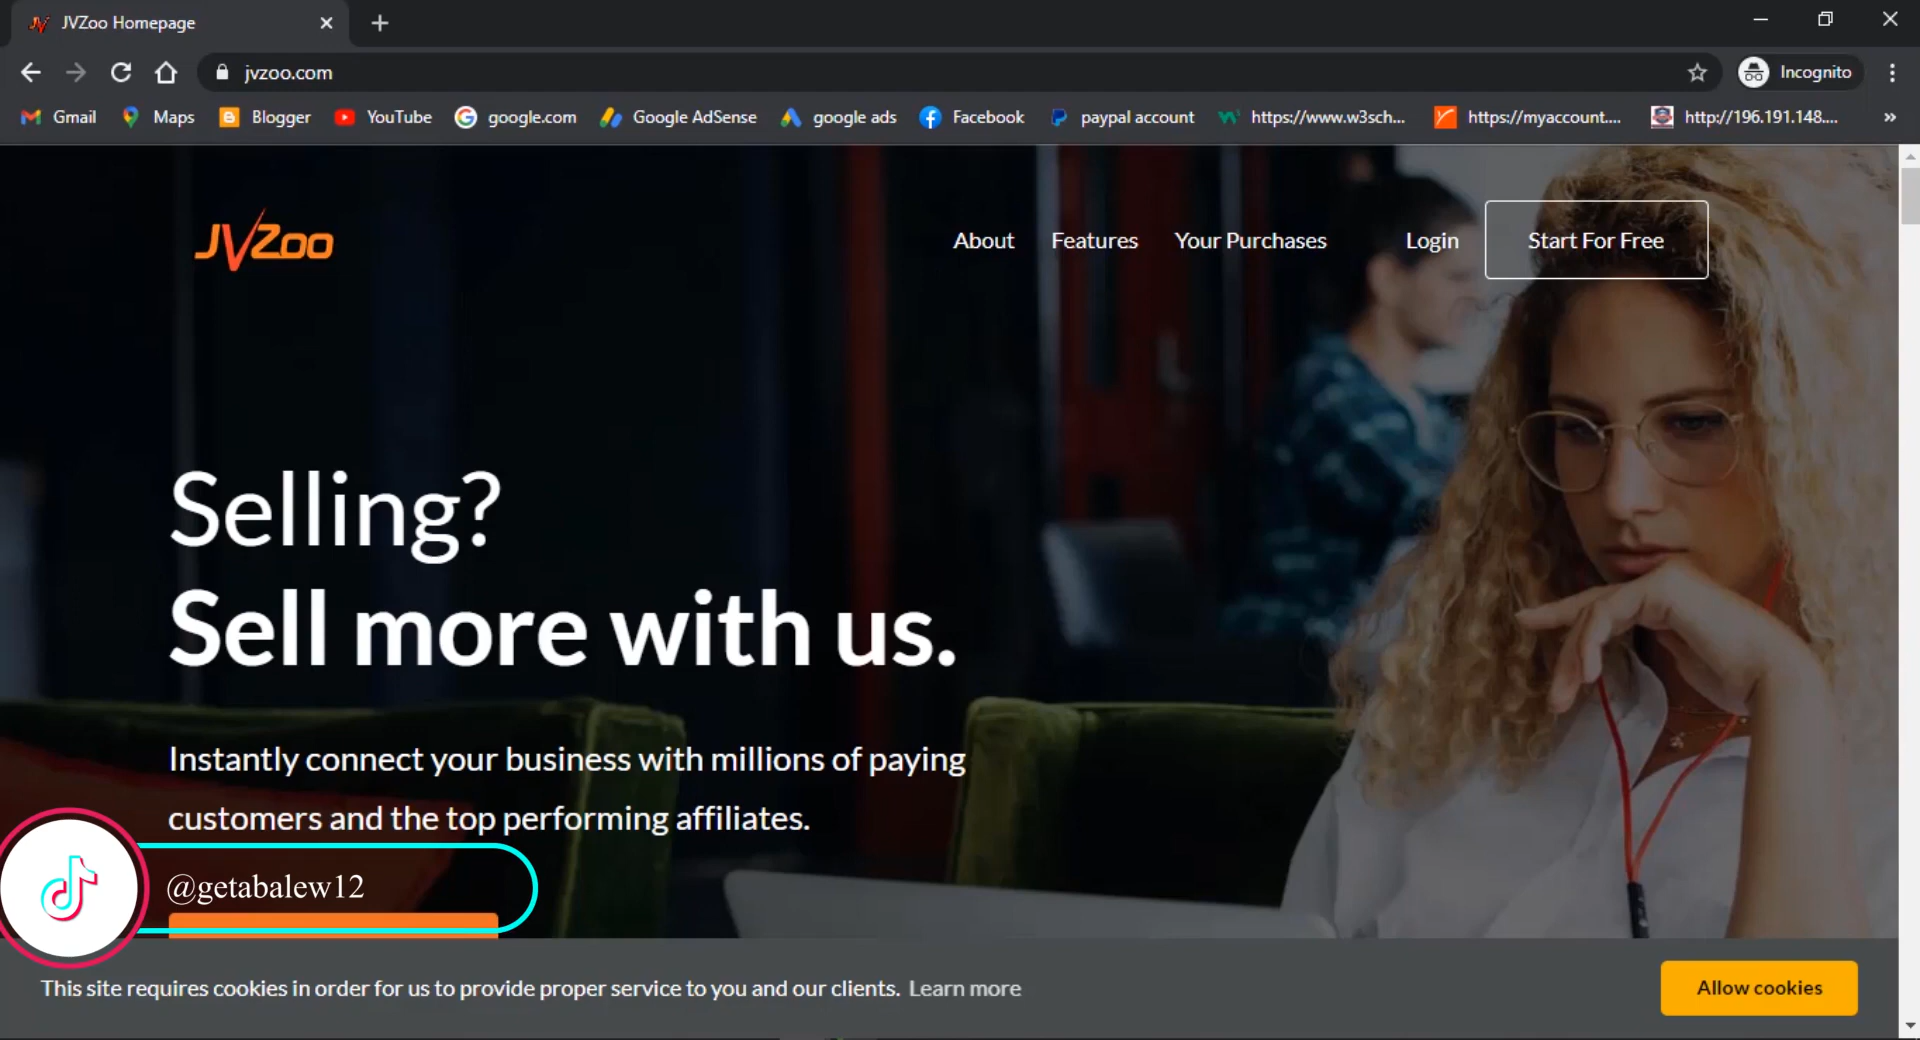 JVZoo Homepage
jvzoo.com
Incognito
Gmail
Maps
Blogger
YouTube
google.com
Google AdSense
google ads
Facebook
paypal account
https://www.w3sch...
https://myaccount....
http://196.191.148....
»
JVZoo
About
Features
Your Purchases
Login
Start For Free
Selling?
Sell more with us.
Instantly connect your business with millions of paying
customers and the top performing affiliates.
@getabalew12
This site requires cookies in order for us to provide proper service to you and our clients. Learn more
Allow cookies